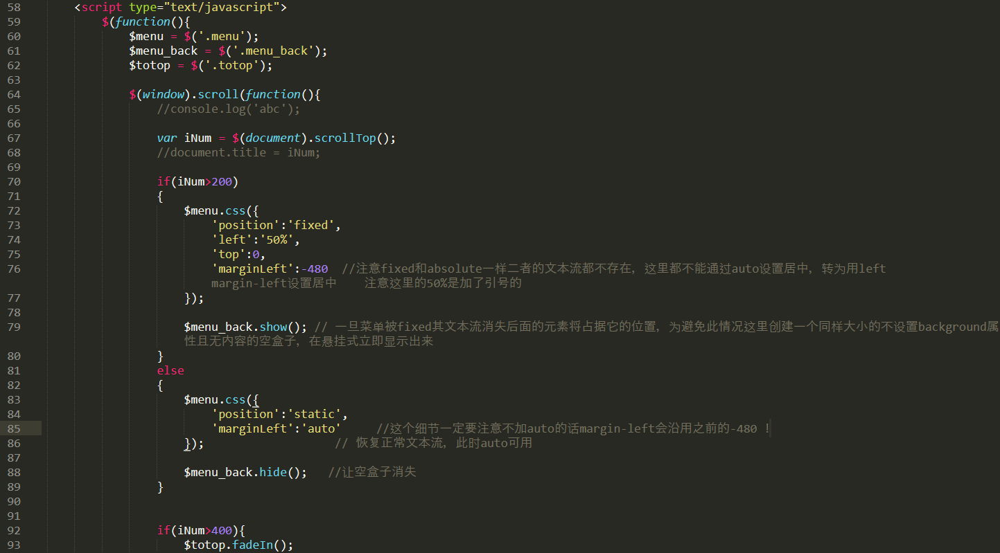 58 <script type="text/javascript">
59 $(function(){
60 $menu = $('.menu');
61 $menu_back = $('.menu_back');
62 $totop = $('.totop');
63
64 $(window).scroll(function(){
65 //console.log('abc');
66
67 var iNum = $(document).scrollTop();
68 //document.title = iNum;
69
70 if(iNum>200)
71 {
72 $menu.css({
73 'position':'fixed',
74 'left':'50%',
75 'top':0,
76 'marginLeft':-480 //注意fixed和absolute一样二者的文本流都不存在, 这里都不能通过auto设置居中, 转为用left
margin-left设置居中 注意这里的50%是加了引号的
77 });
78
79 $menu_back.show(); // 一旦菜单被fixed其文本流消失后面的元素将占据它的位置, 为避免此情况这里创建一个同样大小的不设置background属
性且无内容的空盒子, 在悬挂式立即显示出来
80 }
81 else
82 {
83 $menu.css({
84 'position':'static',
85 'marginLeft':'auto' //这个细节一定要注意不加auto的话margin-left会沿用之前的-480 !
86 }); // 恢复正常文本流, 此时auto可用
87
88 $menu_back.hide(); //让空盒子消失
89 }
90
91
92 if(iNum>400){
93 $totop.fadeIn();